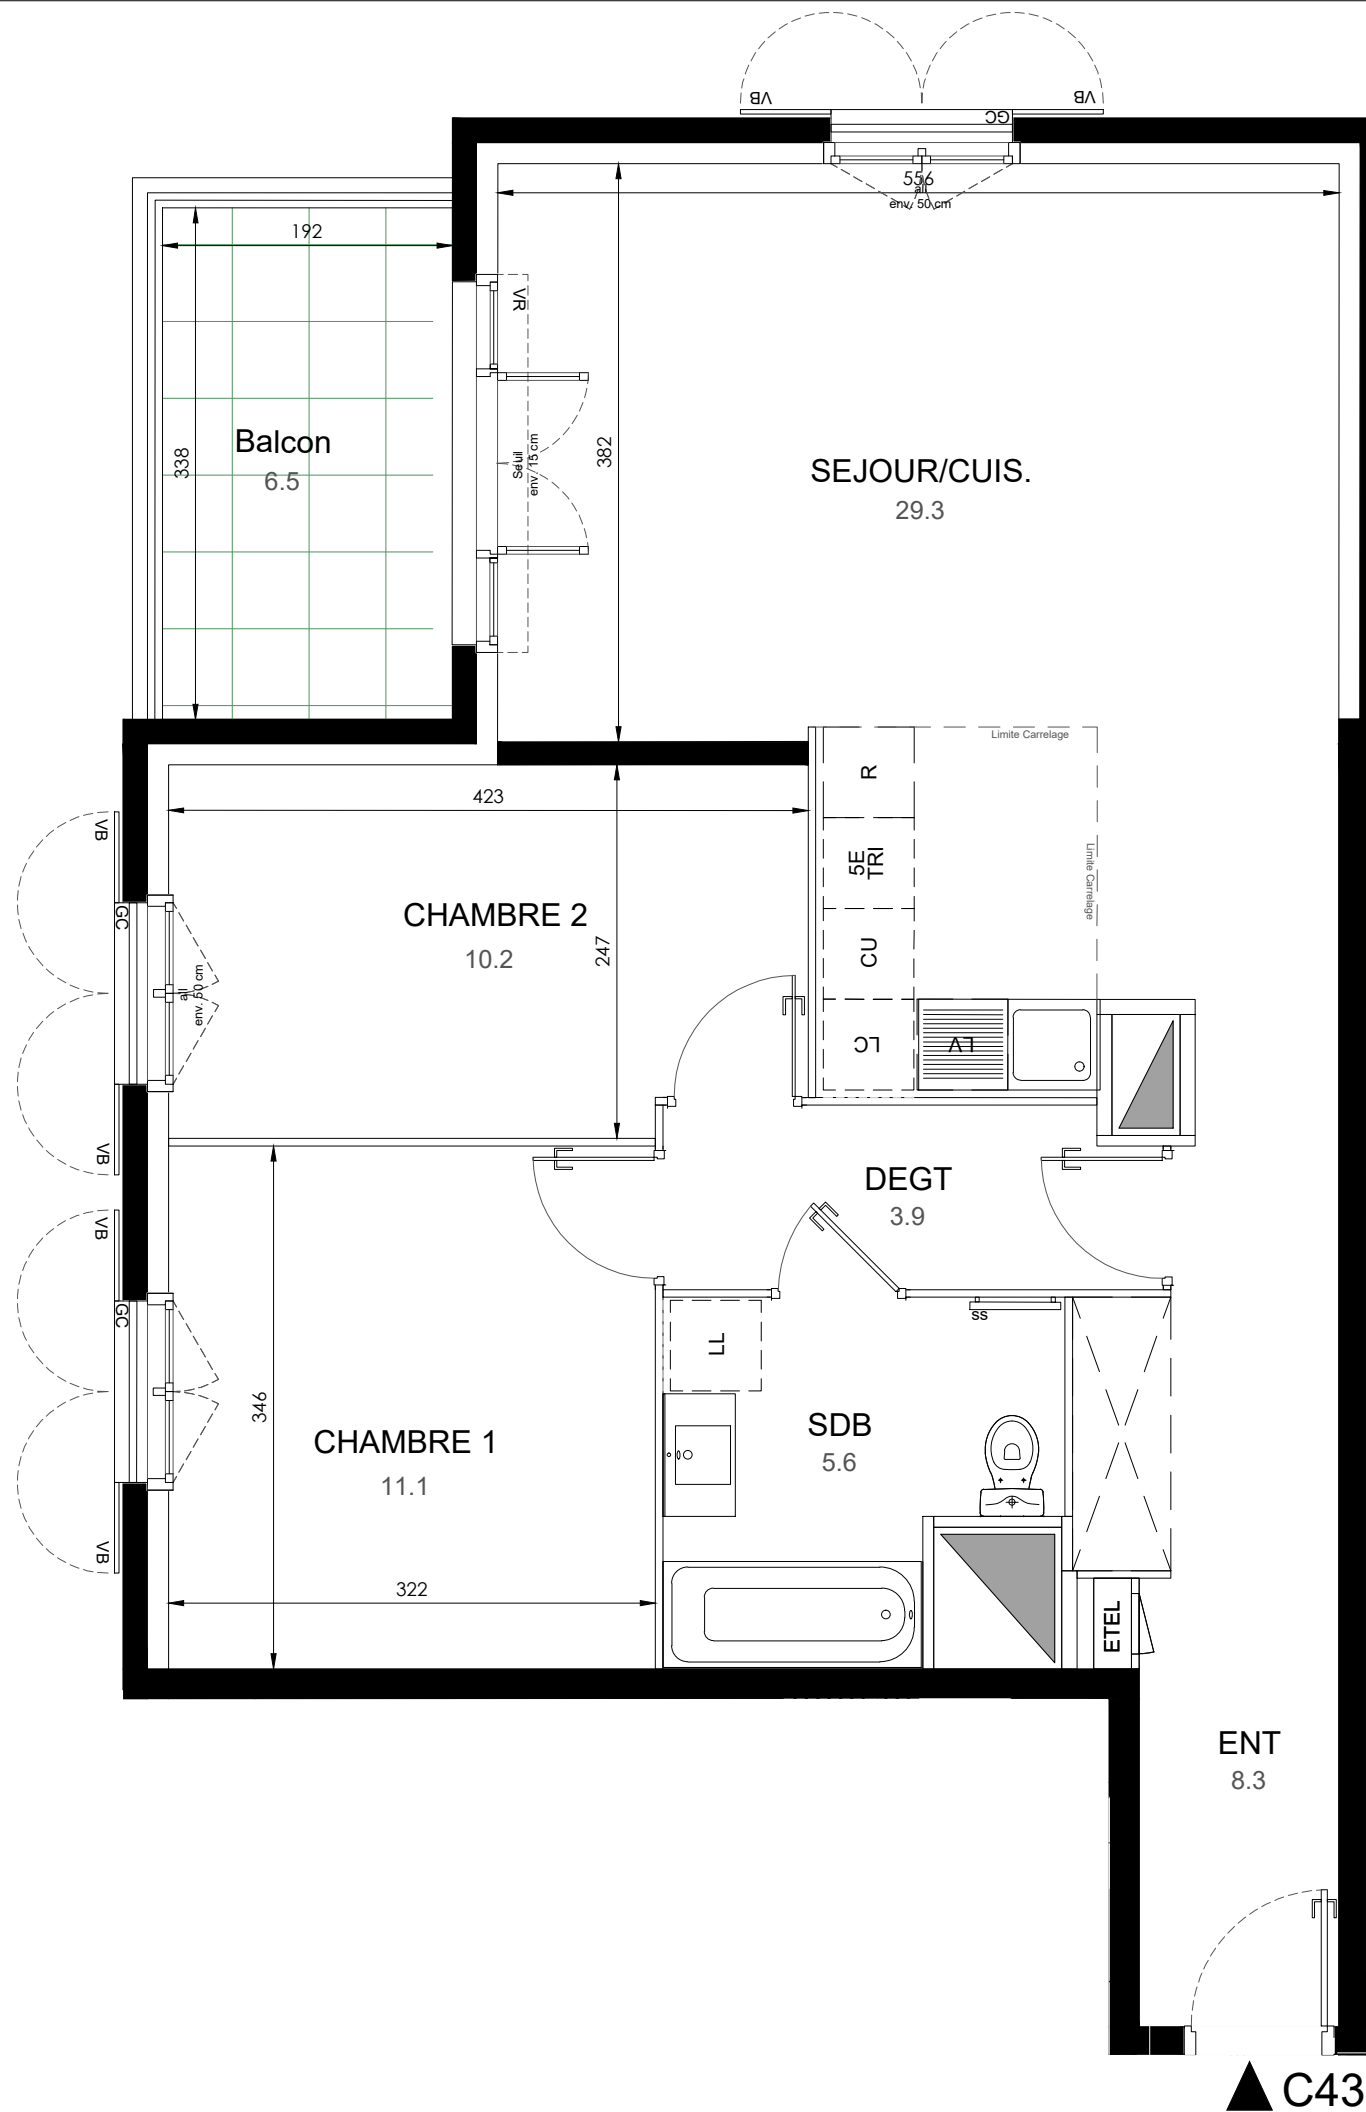 VB
VB
GC
556
all
env. 50 cm
192
VR
Balcon
6.5
338
Seuil
env. 15 cm
382
SEJOUR/CUIS.
29.3
Limite Carrelage
Limite Carrelage
R
5E
TRI
CU
LC
LV
423
CHAMBRE 2
10.2
247
VB
GC
all
env. 50 cm
VB
DEGT
3.9
VB
GC
VB
346
CHAMBRE 1
11.1
322
LL
ss
SDB
5.6
ETEL
ENT
8.3
C43